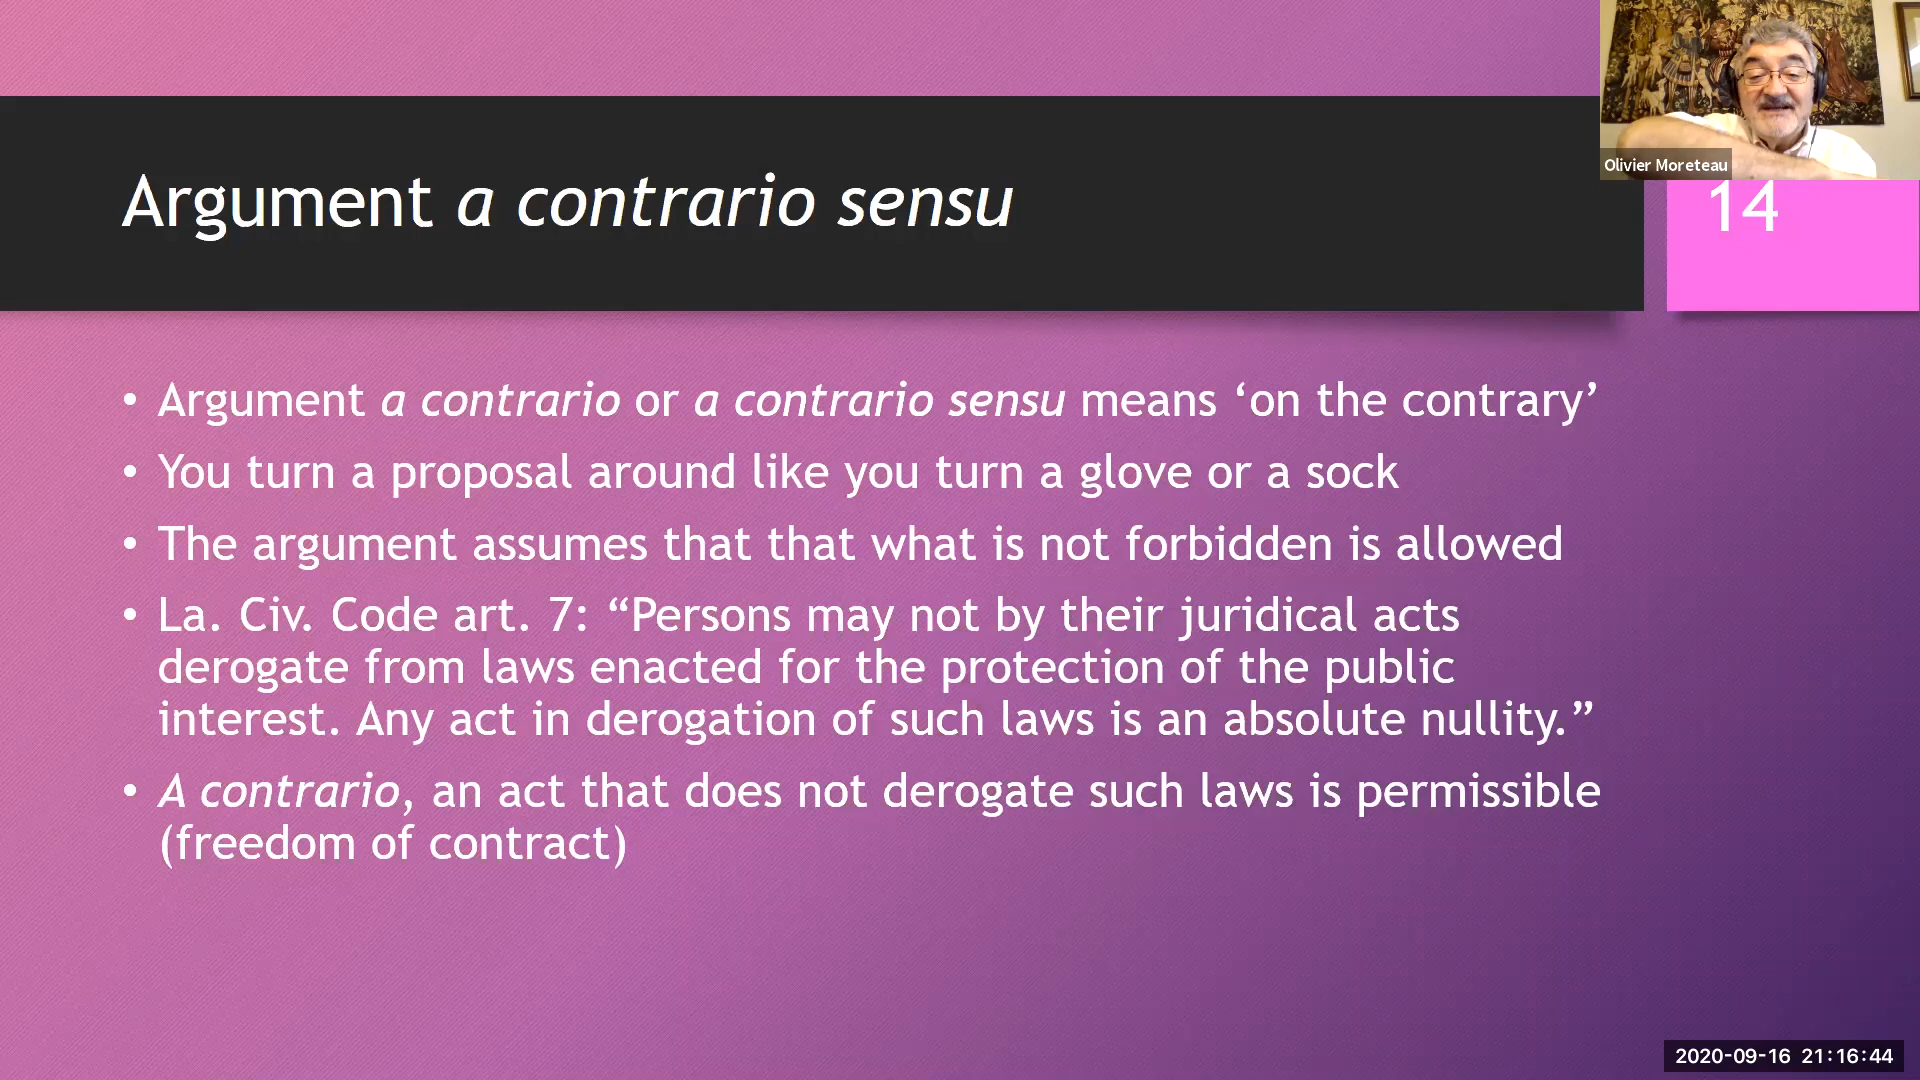 Olivier Moreteau
Argument a contrario sensu
14
• Argument a contrario or a contrario sensu means ‘on the contrary’
• You turn a proposal around like you turn a glove or a sock
• The argument assumes that that what is not forbidden is allowed
• La. Civ. Code art. 7: “Persons may not by their juridical acts
derogate from laws enacted for the protection of the public
interest. Any act in derogation of such laws is an absolute nullity.”
• A contrario, an act that does not derogate such laws is permissible
(freedom of contract)
2020-09-16 21:16:44